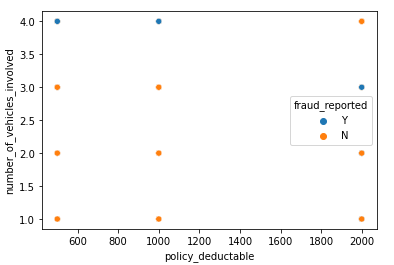 4.0
3.5
3.0
2.5
2.0
1.5
1.0
number_of_vehicles_involved
fraud_reported
Y
N
600 800 1000 1200 1400 1600 1800 2000
policy_deductable